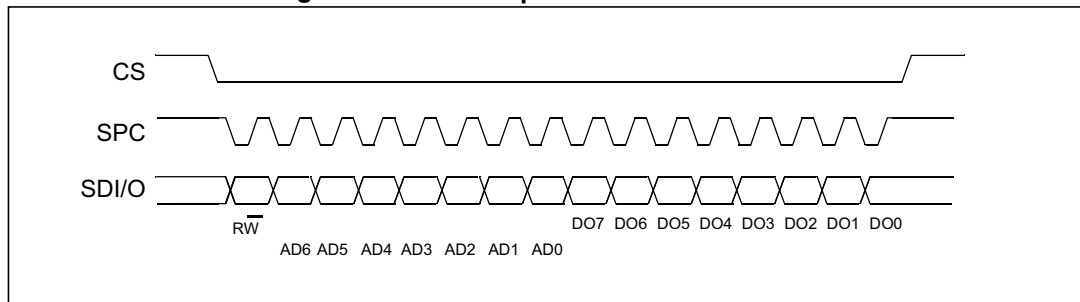 CS
SPC
SDI/O
RW
DO7 DO6 DO5 DO4 DO3 DO2 DO1 DO0
AD6 AD5 AD4 AD3 AD2 AD1 AD0